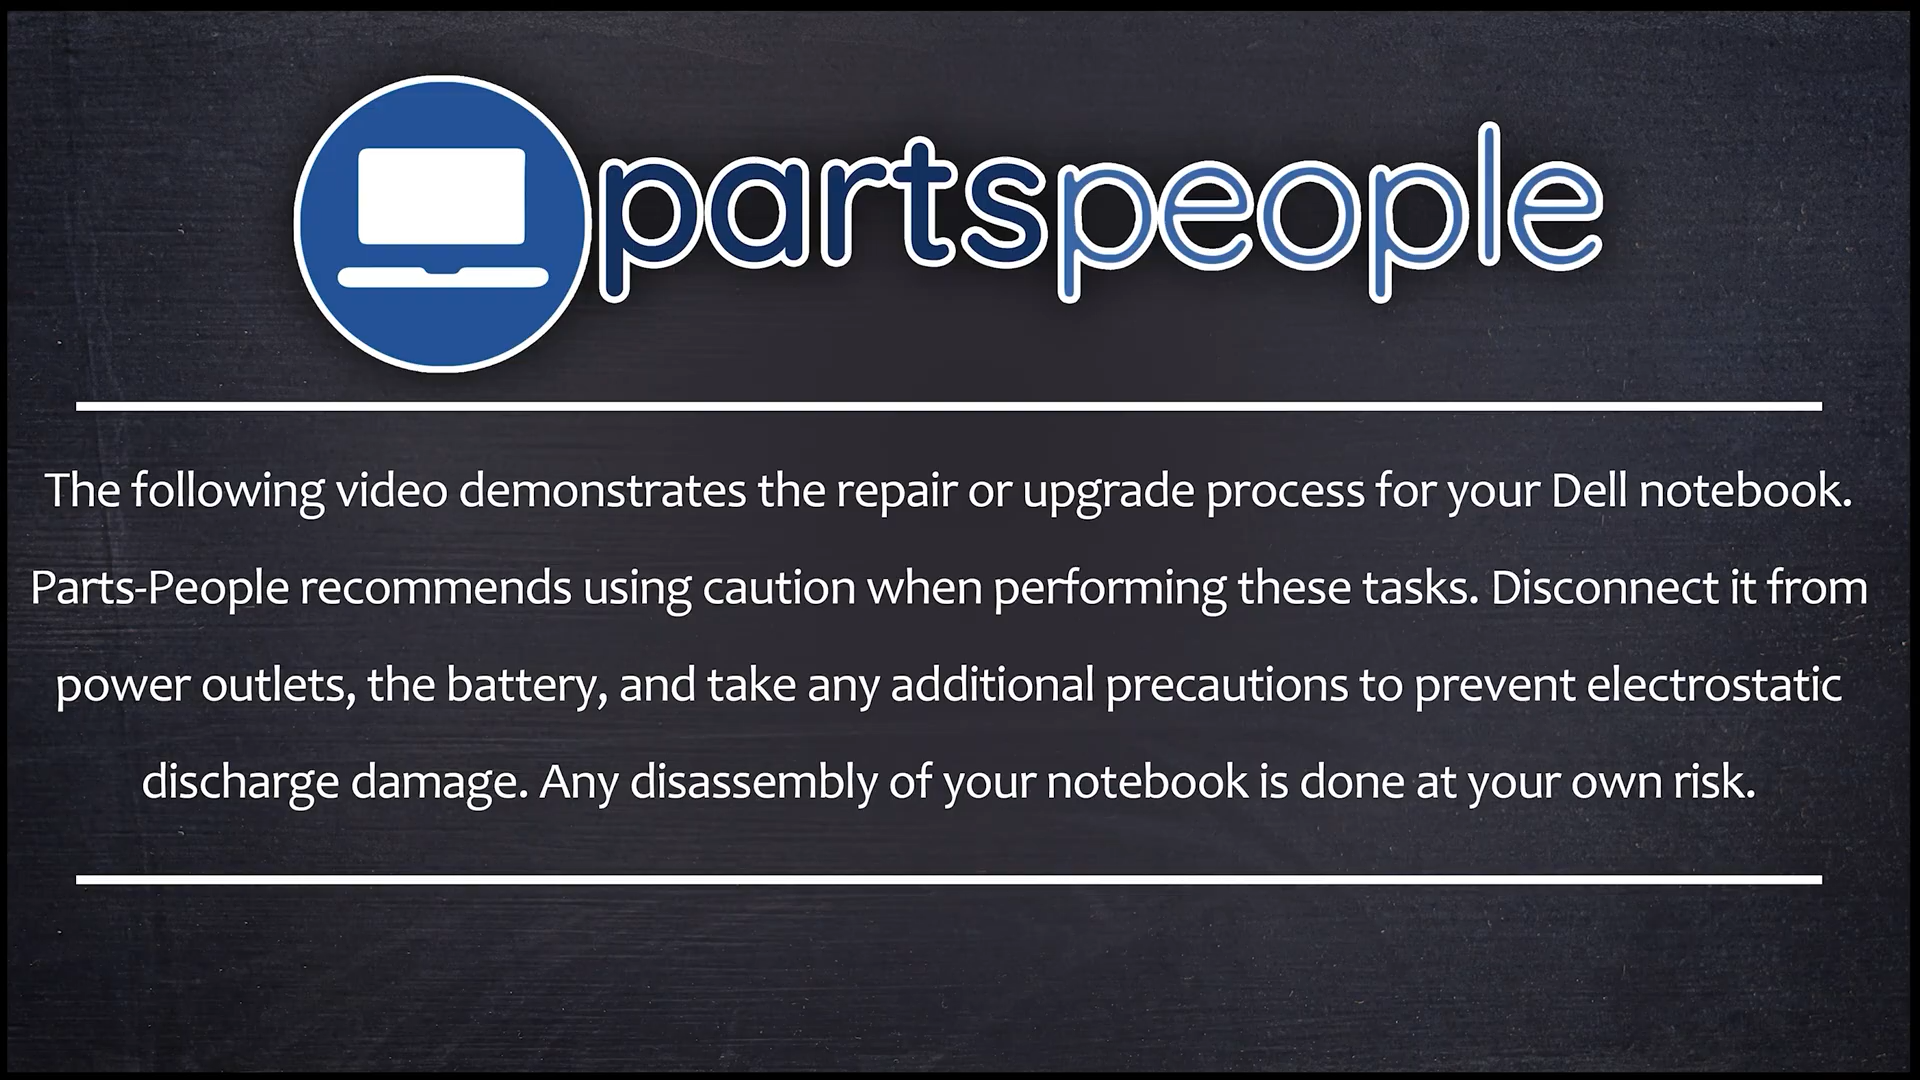 partspeople
The following video demonstrates the repair or upgrade process for your Dell notebook.
Parts-People recommends using caution when performing these tasks. Disconnect it from
power outlets, the battery, and take any additional precautions to prevent electrostatic
discharge damage. Any disassembly of your notebook is done at your own risk.